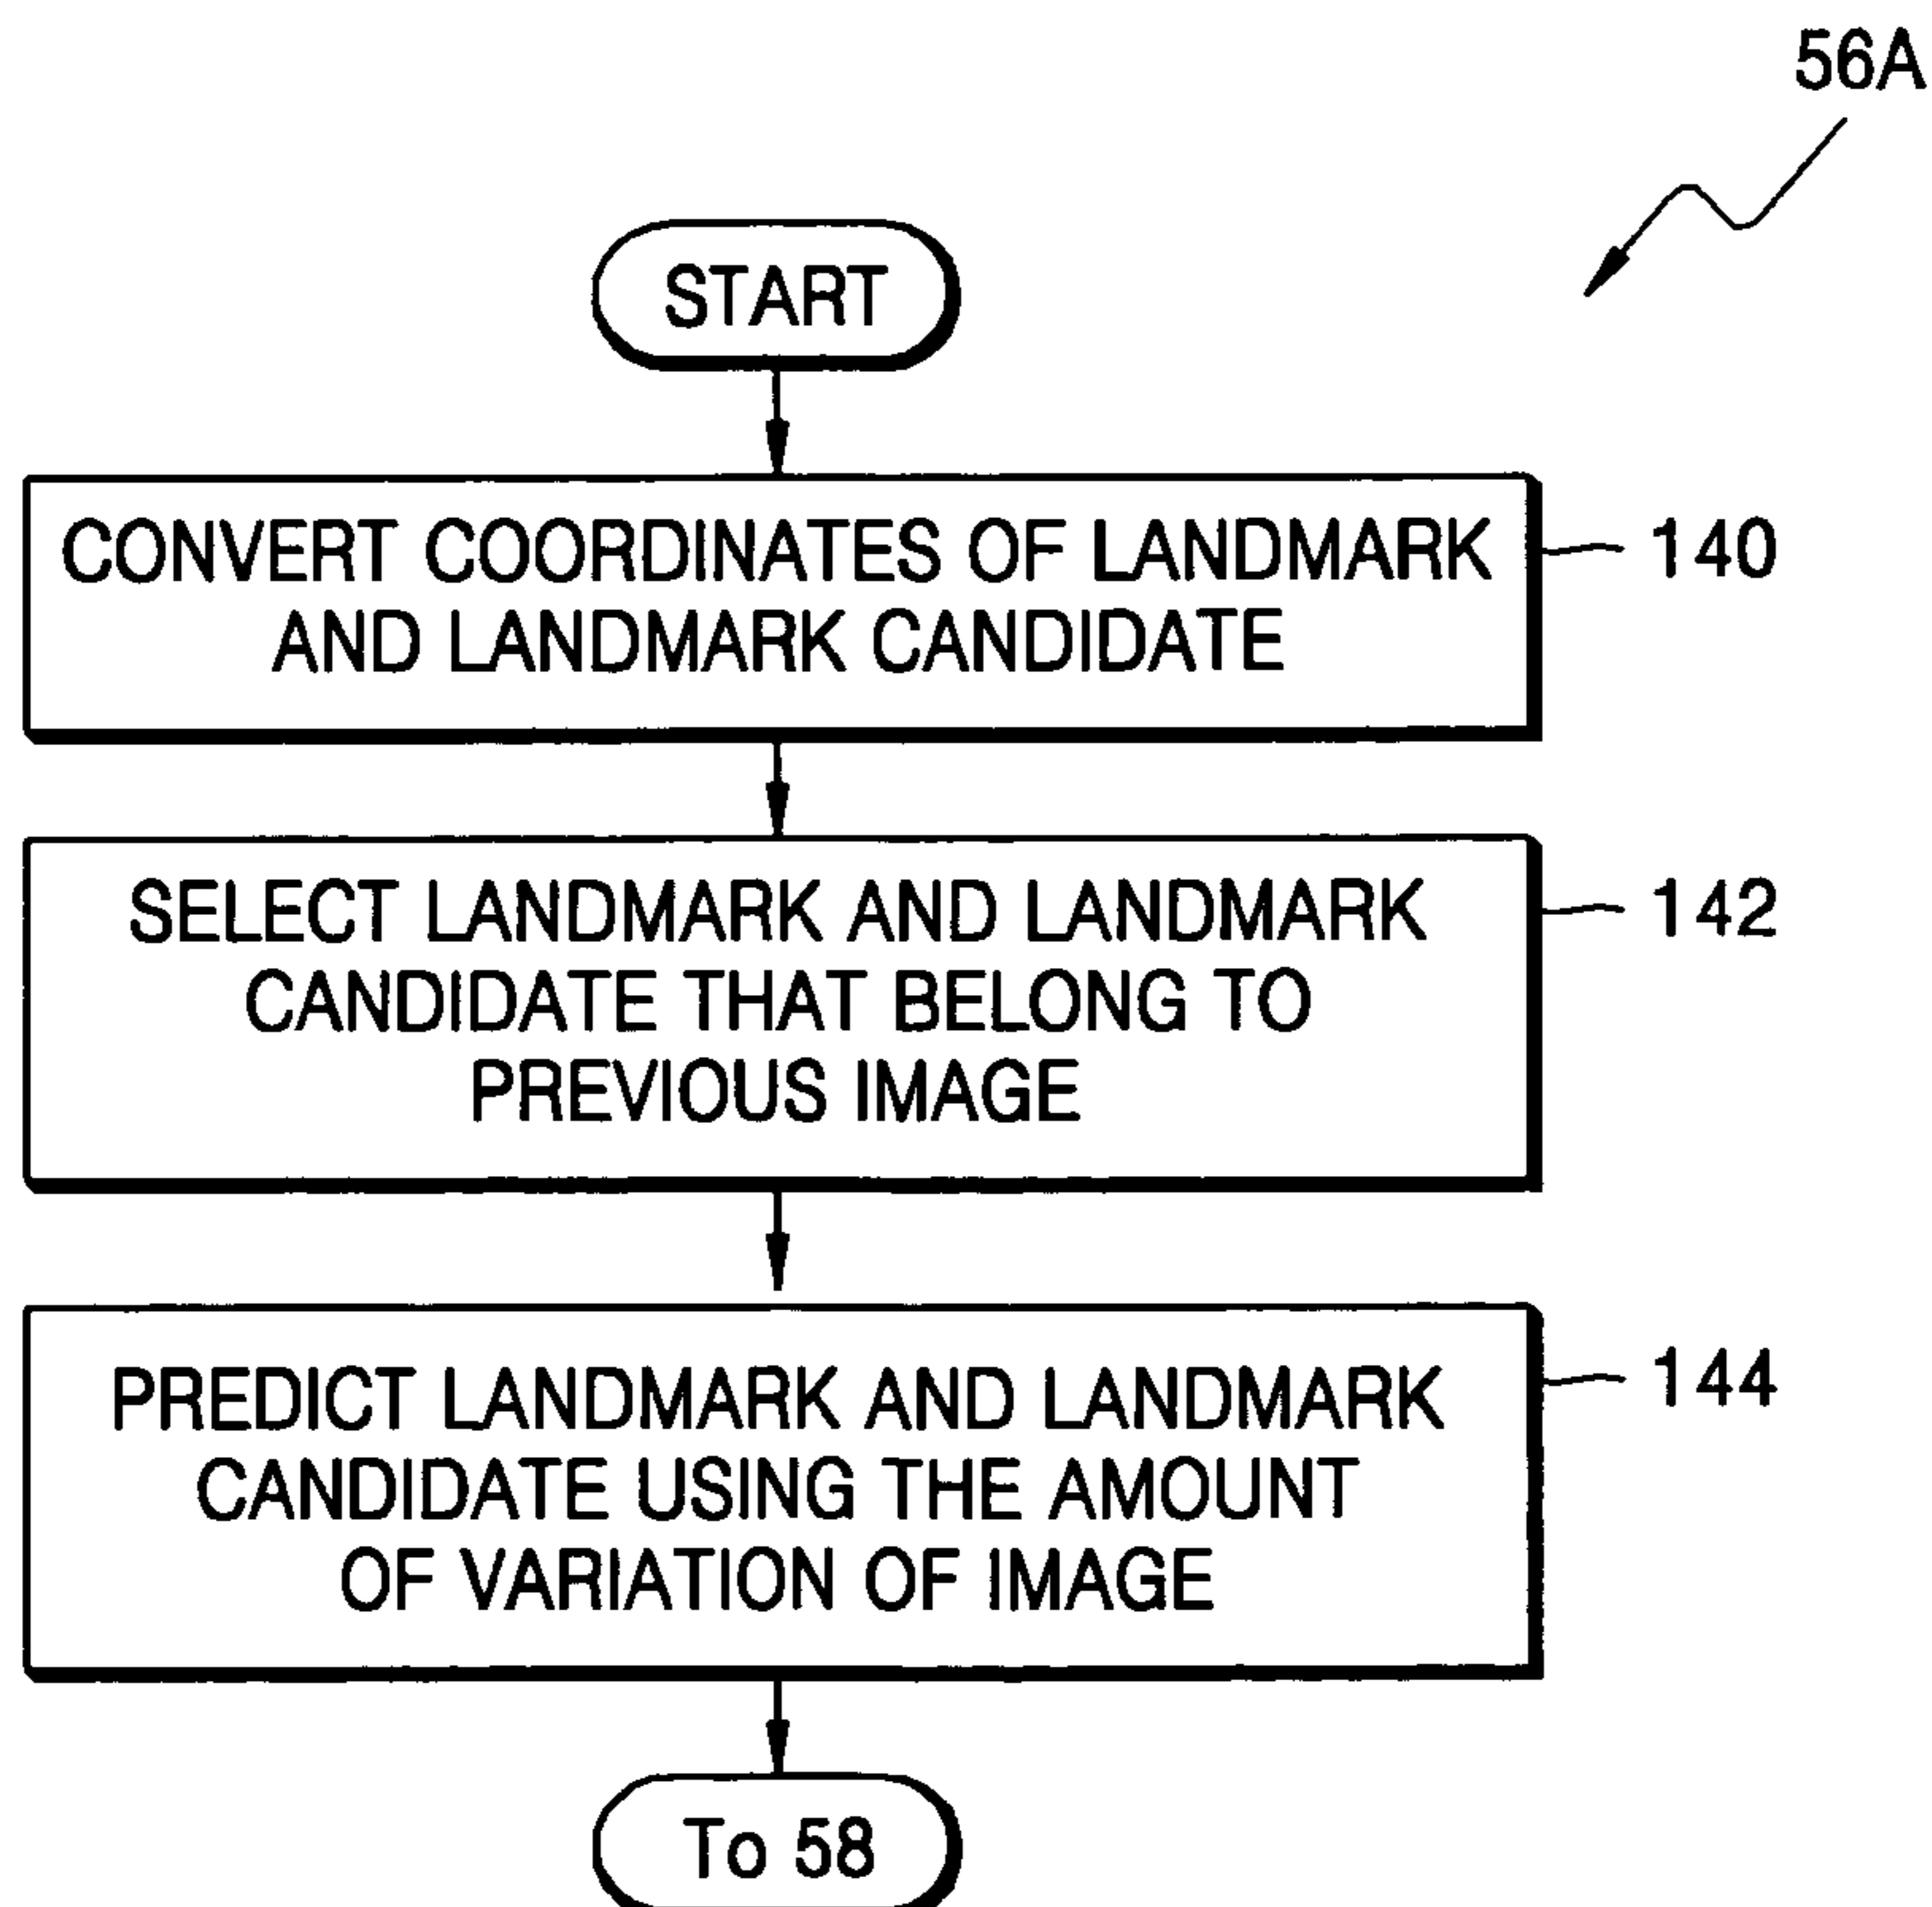 56A
START
CONVERT COORDINATES OF LANDMARK
AND LANDMARK CANDIDATE
140
SELECT LANDMARK AND LANDMARK
CANDIDATE THAT BELONG TO
PREVIOUS IMAGE
142
PREDICT LANDMARK AND LANDMARK
CANDIDATE USING THE AMOUNT
OF VARIATION OF IMAGE
144
To 58